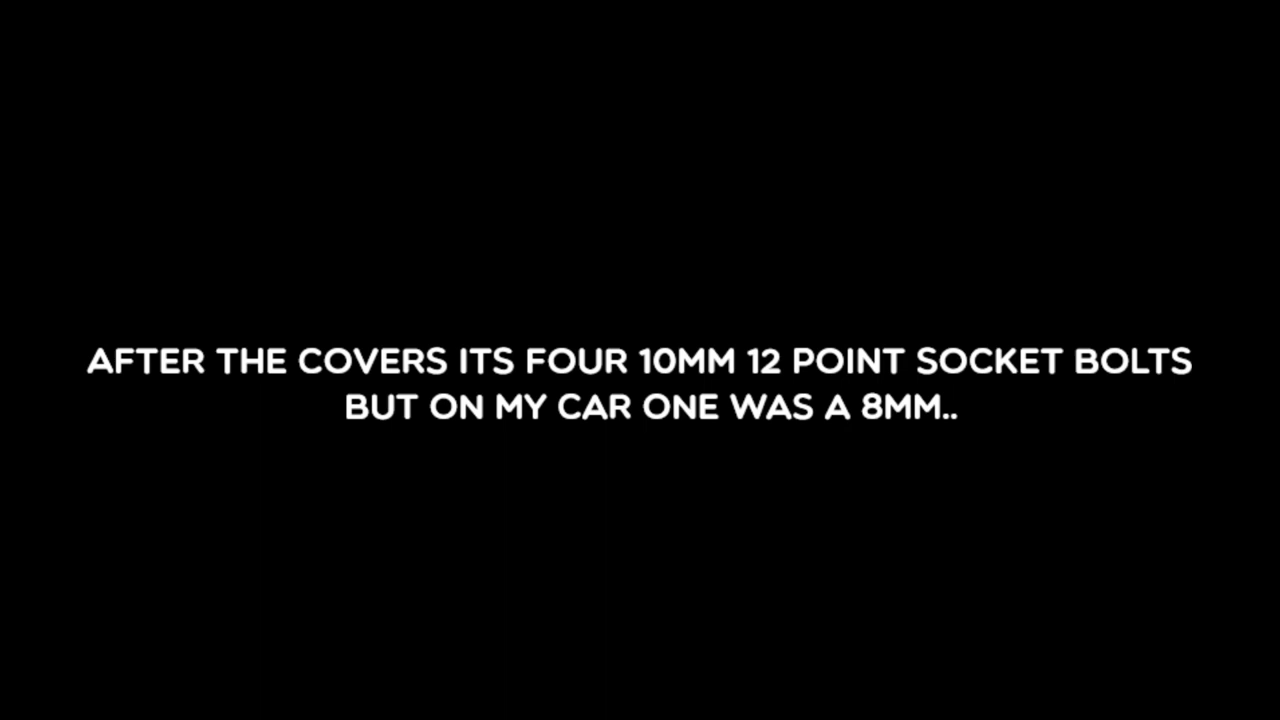 AFTER THE COVERS ITS FOUR 10MM 12 POINT SOCKET BOLTS
BUT ON MY CAR ONE WAS A 8MM..